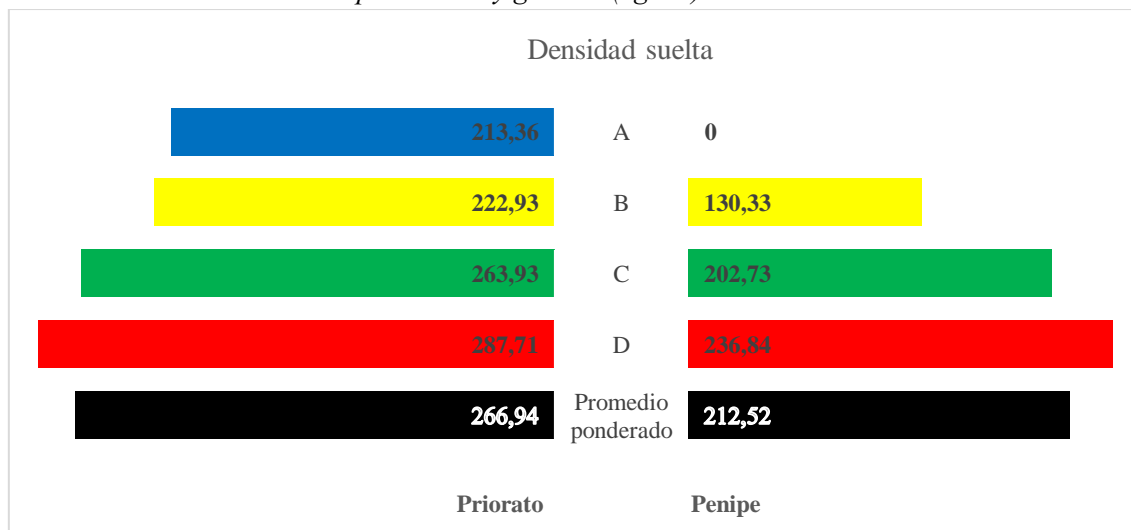 Densidad suelta
213,36 A 0
222,93 B 130,33
263,93 C 202,73
287,71 D 236,84
266,94 Promedio ponderado 212,52
Priorato Penipe